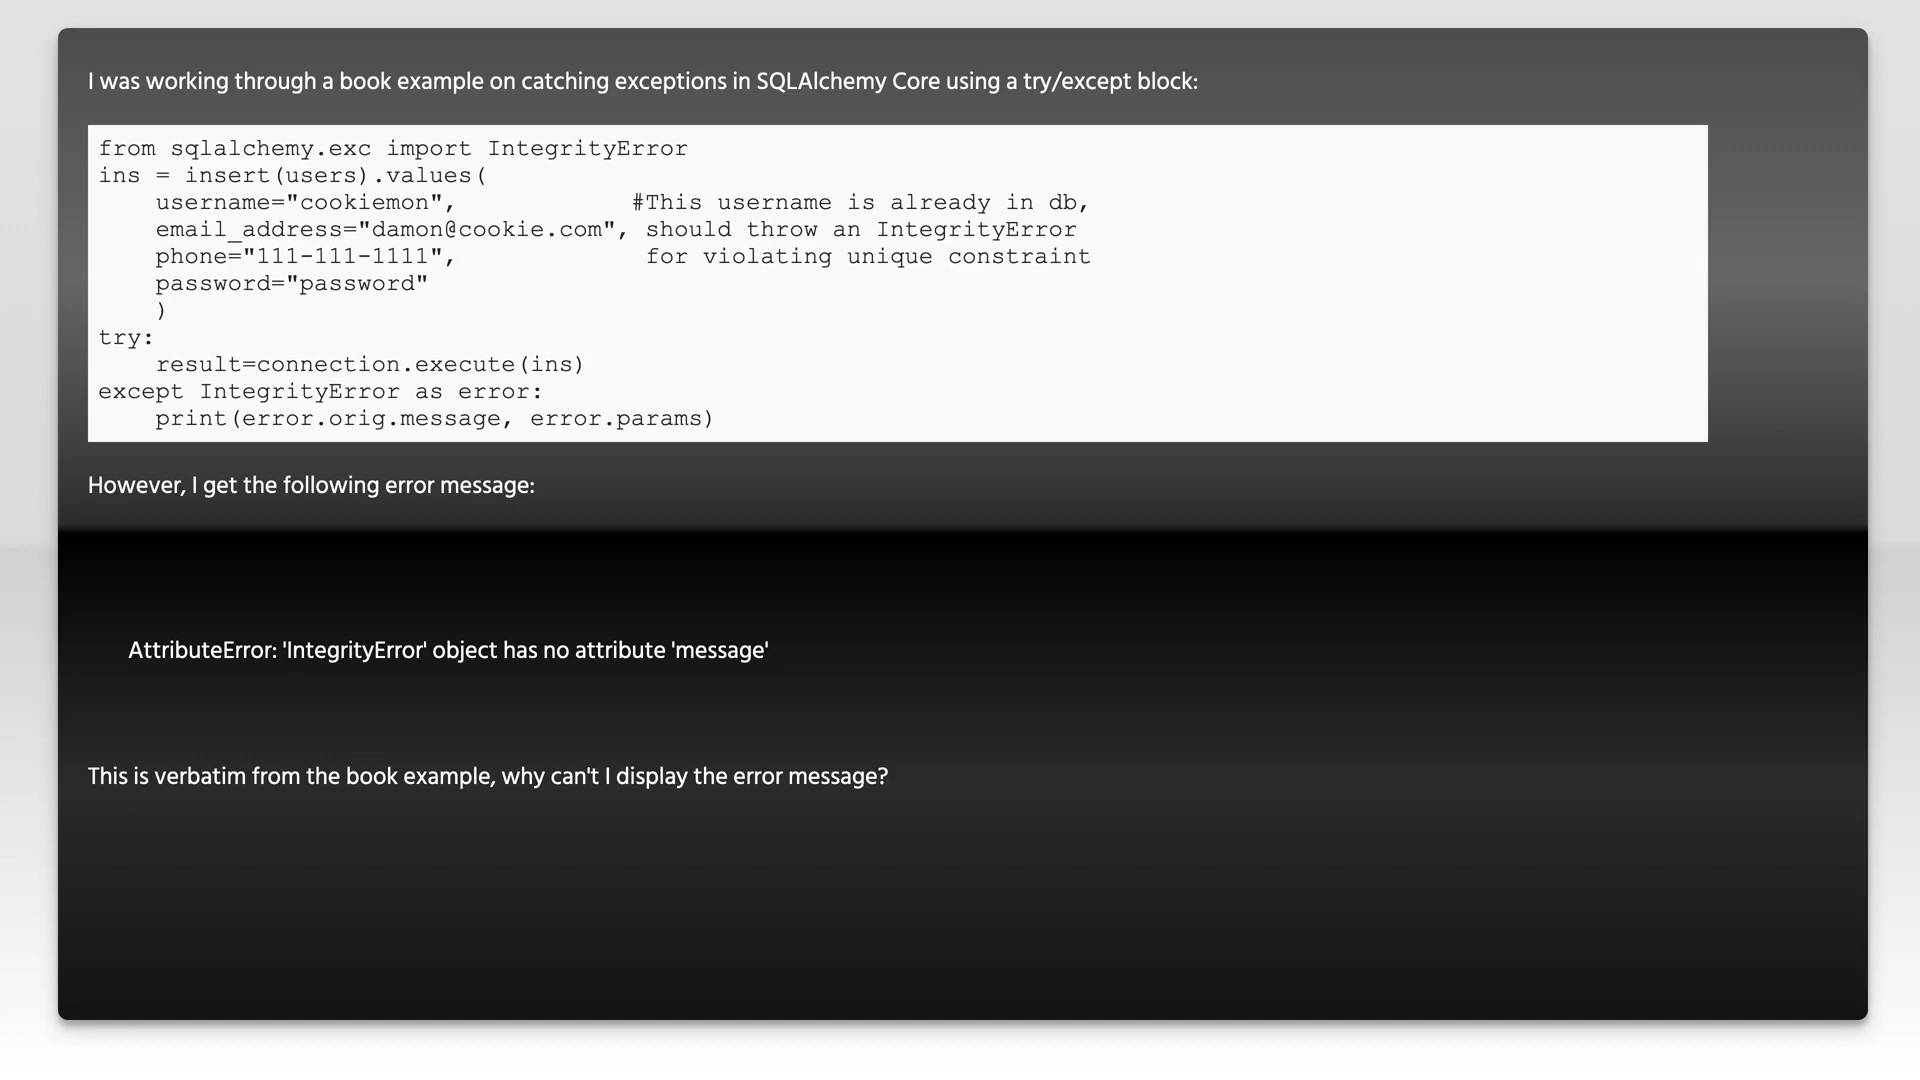 I was working through a book example on catching exceptions in SQLAlchemy Core using a try/except block:
from sqlalchemy.exc import IntegrityError
ins = insert(users).values(
    username="cookiemon",            #This username is already in db,
    email_address="damon@cookie.com", should throw an IntegrityError
    phone="111-111-1111",             for violating unique constraint
    password="password"
    )
try:
    result=connection.execute(ins)
except IntegrityError as error:
    print(error.orig.message, error.params)
However, I get the following error message:
AttributeError: 'IntegrityError' object has no attribute 'message'
This is verbatim from the book example, why can't I display the error message?